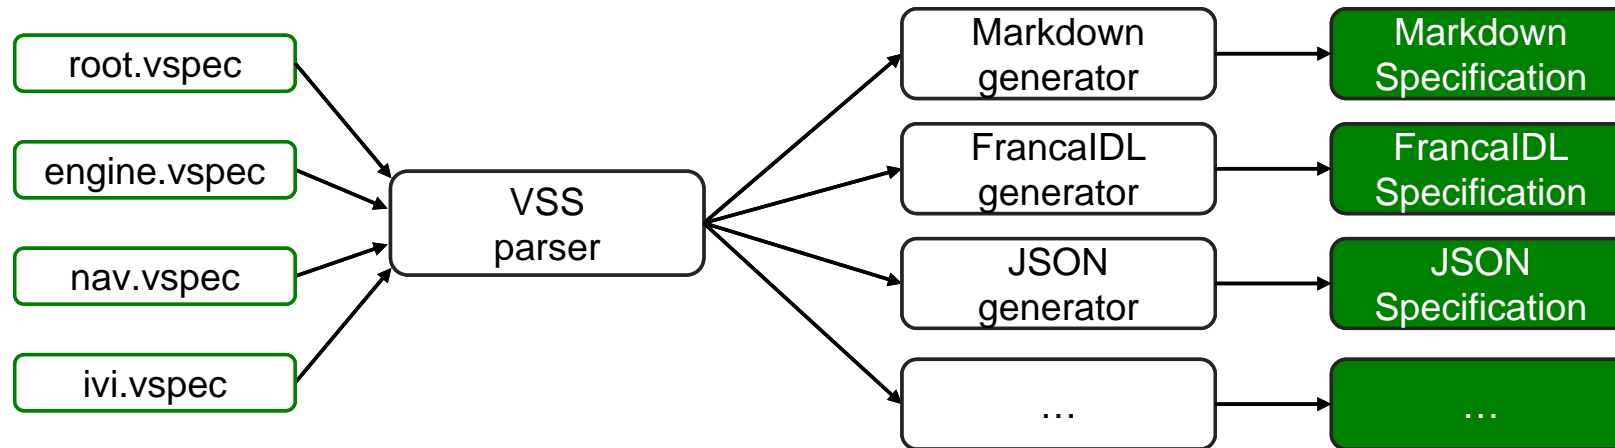 root.vspec
engine.vspec
nav.vspec
ivi.vspec
VSS
parser
Markdown
generator
FrancaIDL
generator
JSON
generator
…
Markdown
Specification
FrancaIDL
Specification
JSON
Specification
…